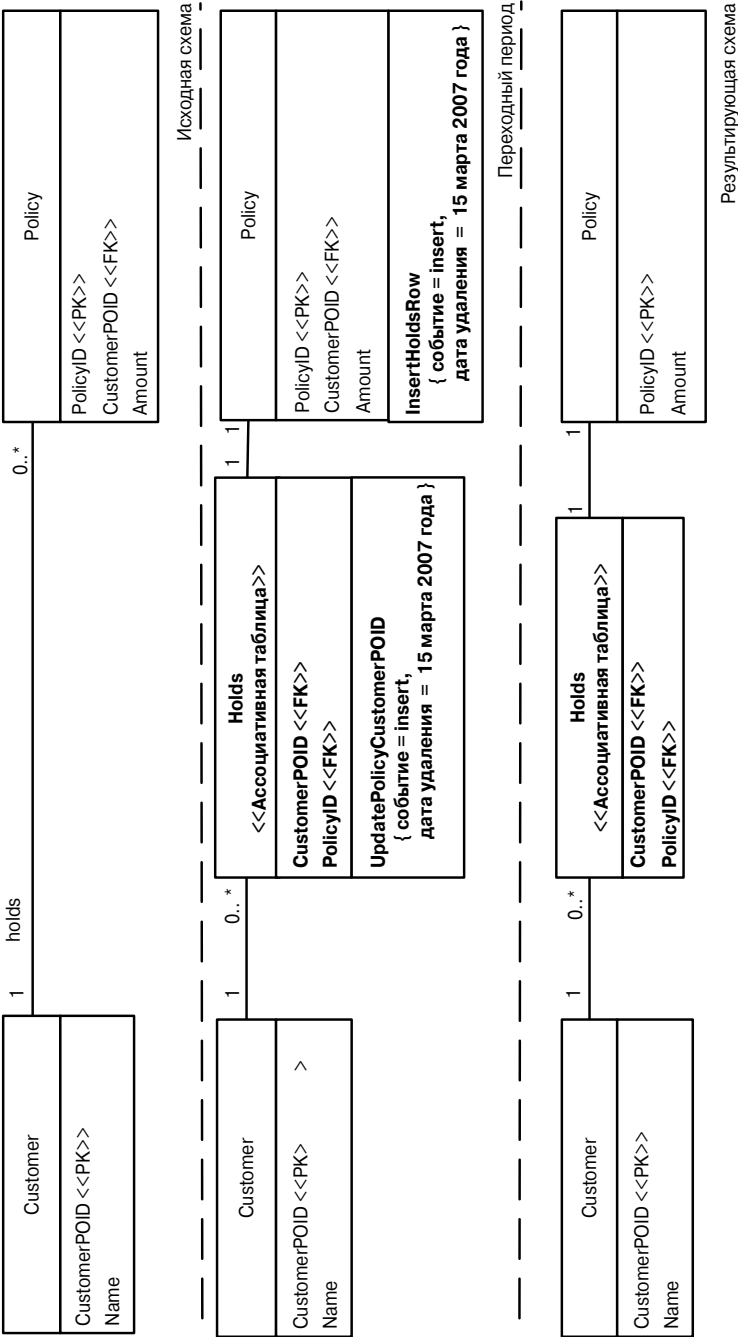 Customer
CustomerPOID <<PK>>
Name
1
holds
0..*
Policy
PolicyID <<PK>>
CustomerPOID <<FK>>
Amount
Исходная схема
Customer
CustomerPOID <<PK> >
Name
1
0.. *
Holds
<<Ассоциативная таблица>>
CustomerPOID <<FK>>
PolicyID <<FK>>
UpdatePolicyCustomerPOID
{ событие = insert,
дата удаления = 15 марта 2007 года }
1
1
Policy
PolicyID <<PK>>
CustomerPOID <<FK>>
Amount
InsertHoldsRow
{ событие = insert,
дата удаления = 15 марта 2007 года }
Переходный период
Customer
CustomerPOID <<PK>>
Name
1
0..*
Holds
<<Ассоциативная таблица>>
CustomerPOID <<FK>>
PolicyID <<FK>>
1
1
Policy
PolicyID <<PK>>
Amount
Результирующая схема